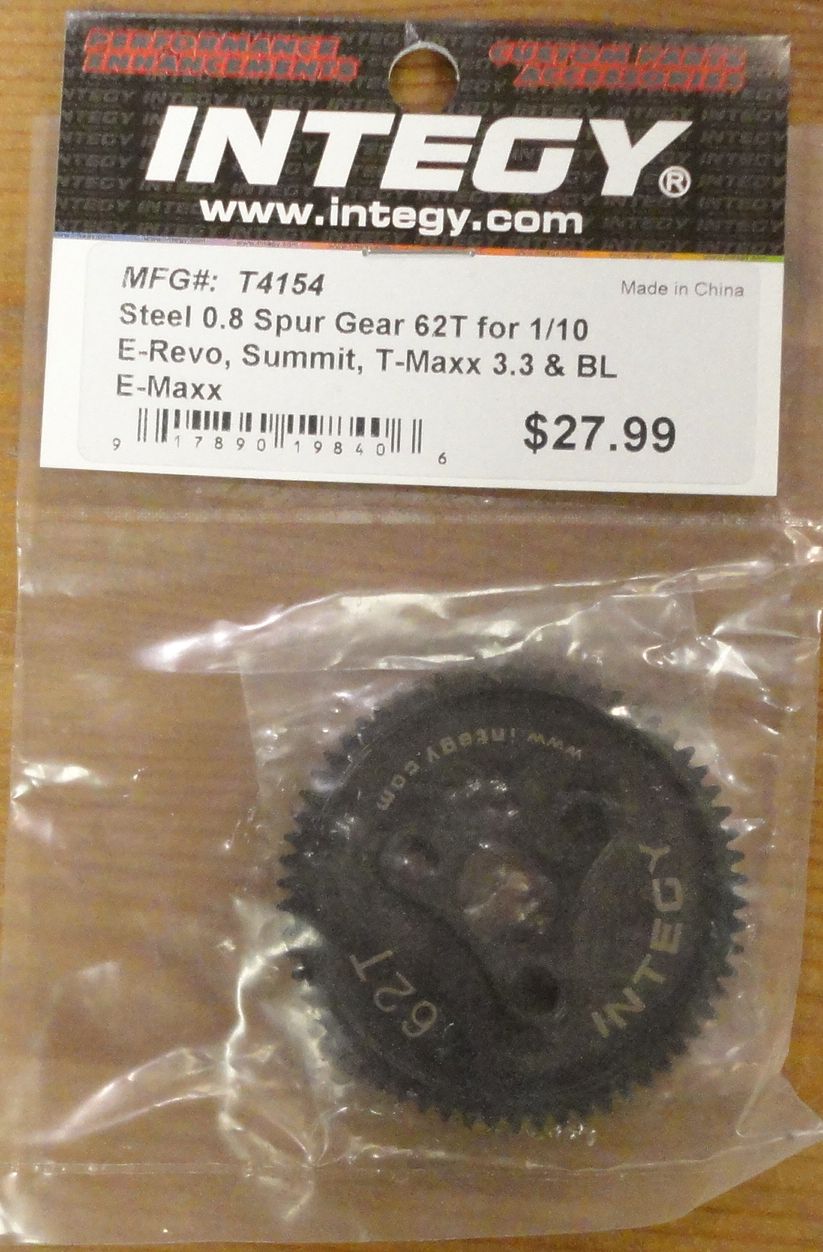 PERFORMANCE
ENHANCEMENTS
CUSTOM PARTS
ACCESSORIES
INTEGY®
www.integy.com
MFG#: T4154
Made in China
Steel 0.8 Spur Gear 62T for 1/10
E-Revo, Summit, T-Maxx 3.3 & BL
E-Maxx
$27.99
9 17890 19840 6
www.integy.com
INTEGY
62T